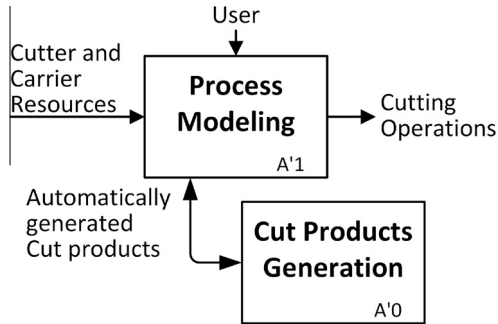 User
Cutter and
Carrier
Resources
Process
Modeling
A'1
Cutting
Operations
Automatically
generated
Cut products
Cut Products
Generation
A'0